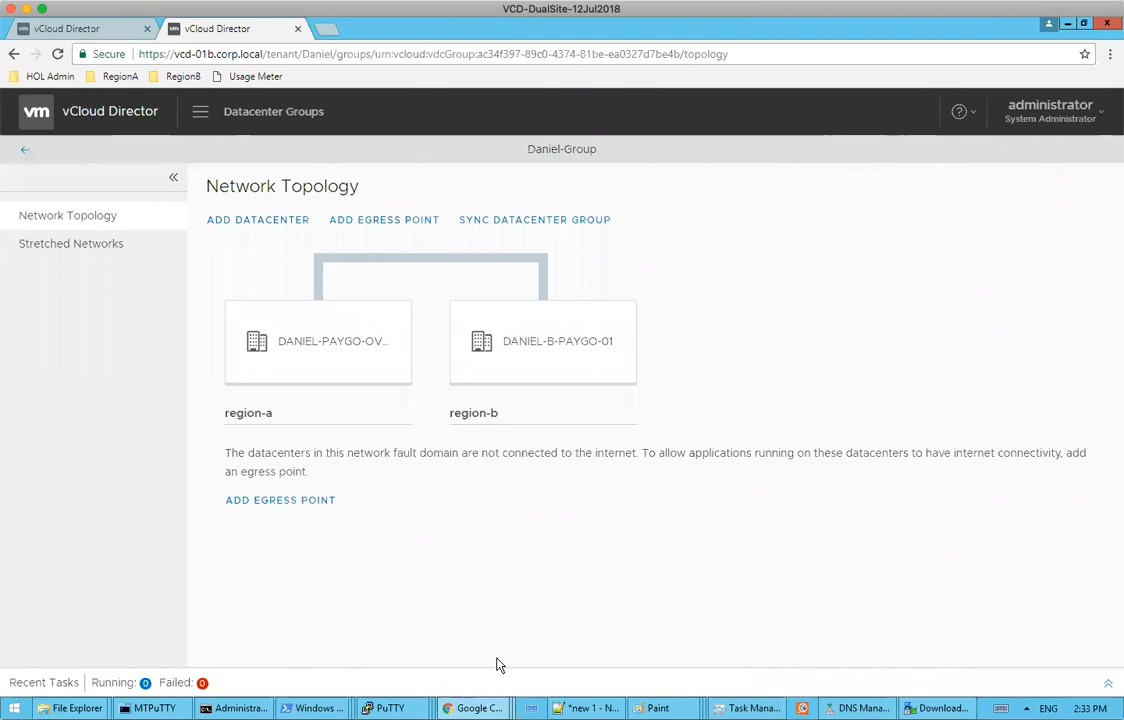 VCD-DualSite-12Jul2018
vCloud Director
vCloud Director
Secure https://vcd-01b.corp.local/tenant/Daniel/groups/urn:vcloud:vdcGroup:ac34f397-89c0-4374-81be-ea0327d7be4b/topology
HOL Admin RegionA RegionB Usage Meter
vm vCloud Director Datacenter Groups administrator
System Administrator
Daniel-Group
Network Topology
ADD DATACENTER ADD EGRESS POINT SYNC DATACENTER GROUP
Network Topology
Stretched Networks
DANIEL-PAYGO-OV... DANIEL-B-PAYGO-01
region-a region-b
The datacenters in this network fault domain are not connected to the internet. To allow applications running on these datacenters to have internet connectivity, add
an egress point.
ADD EGRESS POINT
Recent Tasks Running: 0 Failed: 0
File Explorer MTPuTTY Administra... Windows ... PuTTY Google C... *new 1 - N... Paint Task Mana... DNS Mana... Download... ENG 2:33 PM